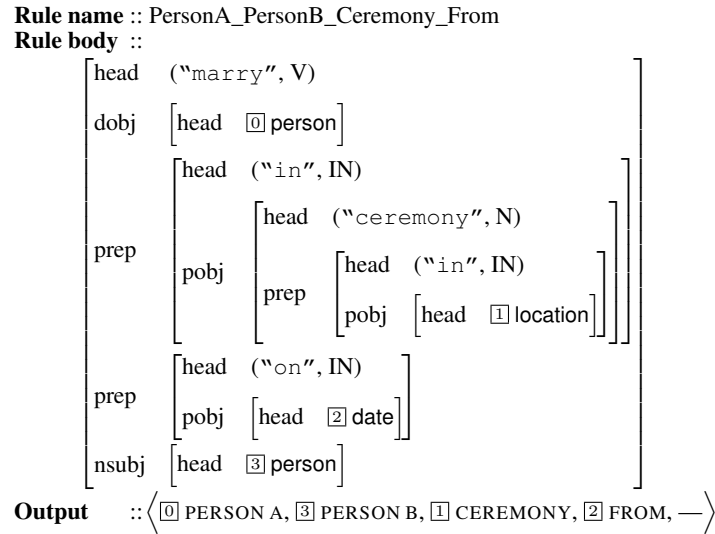 Rule name :: PersonA_PersonB_Ceremony_From
Rule body ::
head ("marry", V)
dobj [head [0] person]
prep [head ("in", IN)
pobj [head ("ceremony", N)
prep [head ("in", IN)
pobj [head [1] location]]]]
prep [head ("on", IN)
pobj [head [2] date]]
nsubj [head [3] person]
Output :: ⟨[0] PERSON A, [3] PERSON B, [1] CEREMONY, [2] FROM, —⟩